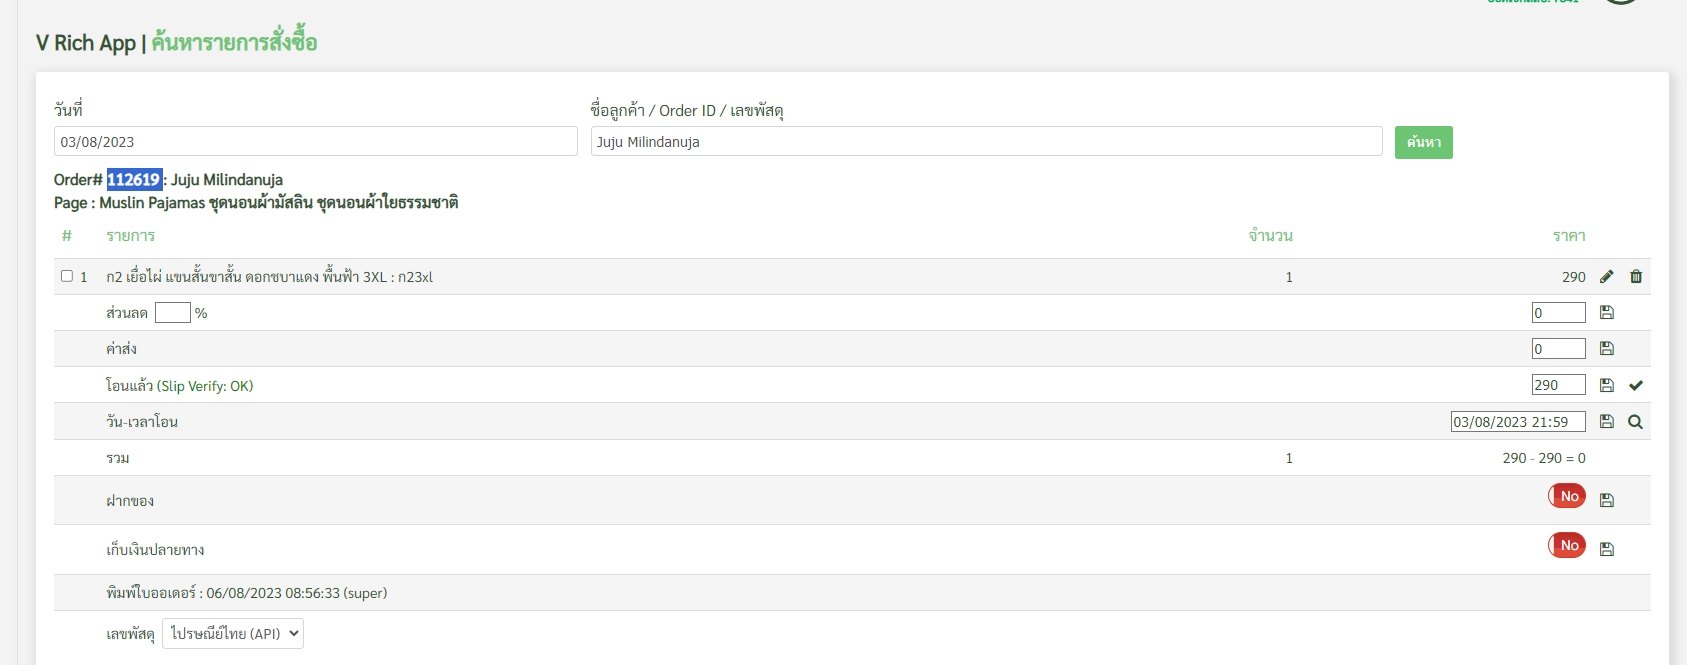 V Rich App | ค้นหารายการสั่งซื้อ
วันที่
ชื่อลูกค้า / Order ID / เลขพัสดุ
03/08/2023
Juju Milindanuja
ค้นหา
Order# 112619 : Juju Milindanuja
Page : Muslin Pajamas ชุดนอนผ้ามัสลิน ชุดนอนผ้าใยธรรมชาติ
# รายการ จำนวน ราคา
1 ก2 เยื่อไผ่ แขนสั้นขาสั้น ดอกชบาแดง พื้นฟ้า 3XL : ก23xl 1 290
ส่วนลด % 0
ค่าส่ง 0
โอนแล้ว (Slip Verify: OK) 290
วัน-เวลาโอน 03/08/2023 21:59
รวม 1 290 - 290 = 0
ฝากของ No
เก็บเงินปลายทาง No
พิมพ์ใบออเดอร์ : 06/08/2023 08:56:33 (super)
เลขพัสดุ ไปรษณีย์ไทย (API)